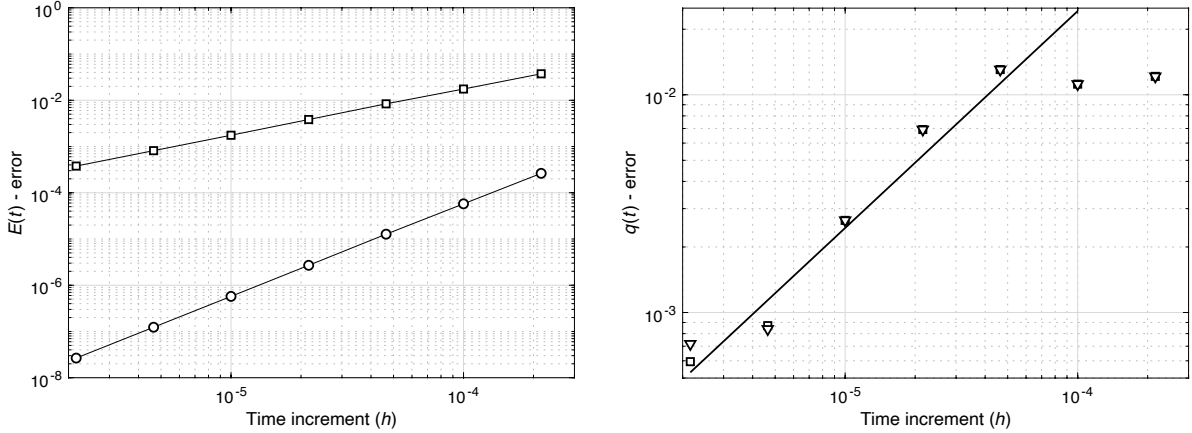 10^0
10^-2
10^-4
10^-6
10^-8
E(t) - error
10^-5
10^-4
Time increment (h)
10^-2
10^-3
q(t) - error
10^-5
10^-4
Time increment (h)